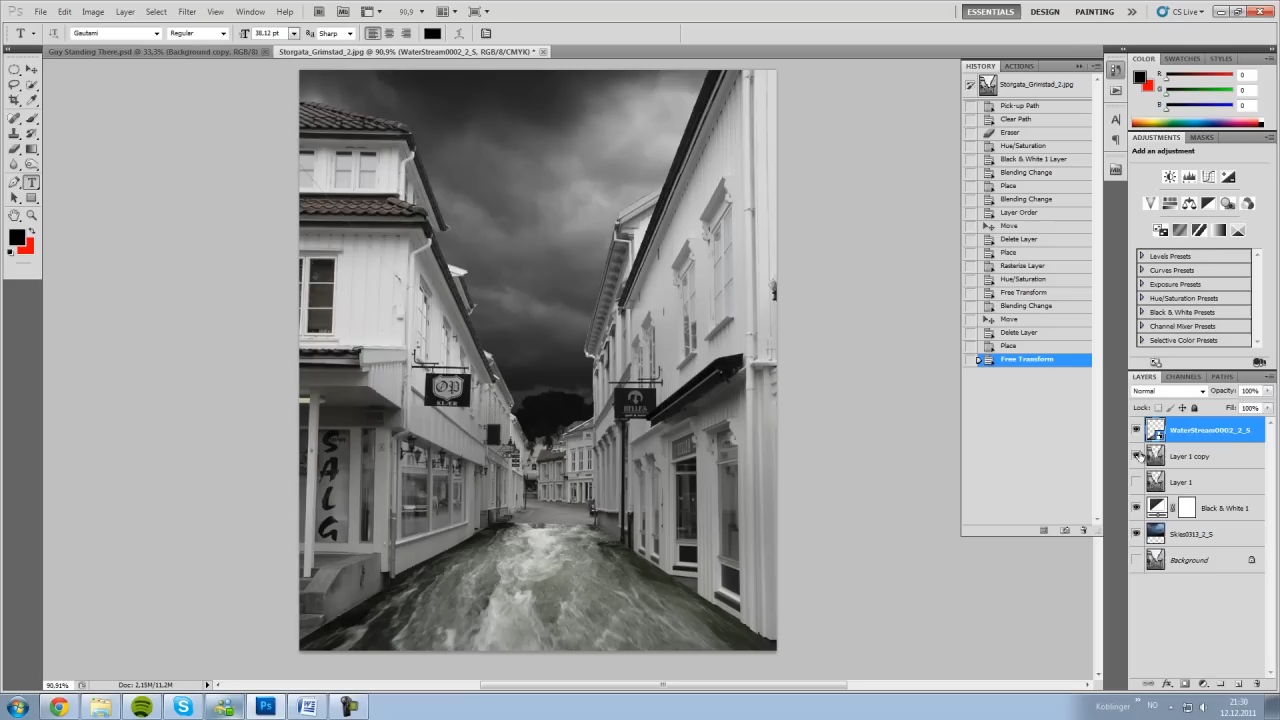 Ps File Edit Image Layer Select Filter View Window Help 90,9 ESSENTIALS DESIGN PAINTING CS Live
T Gautami Regular 38,12 pt Sharp
Guy Standing There.psd @ 33,3% (Background copy, RGB/8) Storgata_Grimstad_2.jpg @ 90,9% (WaterStream0002_2_S, RGB/8/CMYK) *
HISTORY ACTIONS
Storgata_Grimstad_2.jpg
Pick-up Path
Clear Path
Eraser
Hue/Saturation
Black & White 1 Layer
Blending Change
Place
Blending Change
Layer Order
Move
Delete Layer
Place
Rasterize Layer
Hue/Saturation
Free Transform
Blending Change
Move
Delete Layer
Place
Free Transform
COLOR SWATCHES STYLES
R 0
G 0
B 0
ADJUSTMENTS MASKS
Add an adjustment
Levels Presets
Curves Presets
Exposure Presets
Hue/Saturation Presets
Black & White Presets
Channel Mixer Presets
Selective Color Presets
LAYERS CHANNELS PATHS
Normal Opacity: 100%
Lock: Fill: 100%
WaterStream0002_2_S
Layer 1 copy
Layer 1
Black & White 1
Skies0313_2_S
Background
OP
KLÆR
SALG
90,91% Doc: 2,15M/11,2M
Koblinger NO 21:30
12.12.2011